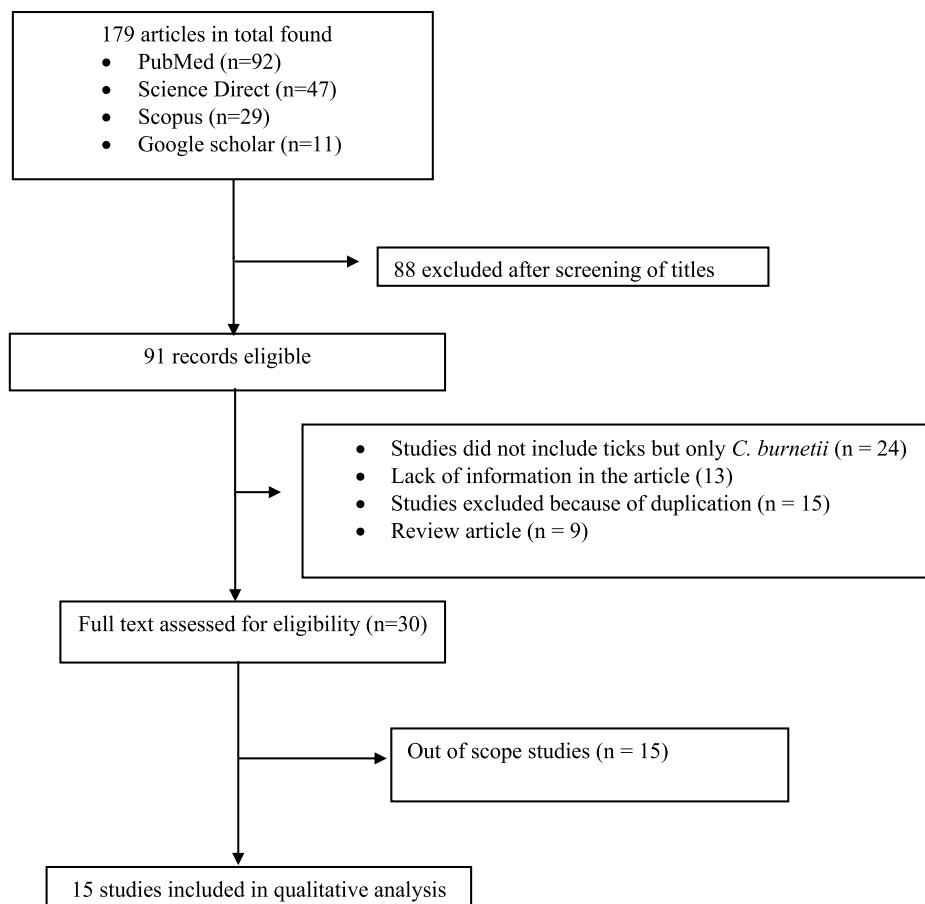 179 articles in total found
• PubMed (n=92)
• Science Direct (n=47)
• Scopus (n=29)
• Google scholar (n=11)
88 excluded after screening of titles
91 records eligible
• Studies did not include ticks but only C. burnetii (n = 24)
• Lack of information in the article (13)
• Studies excluded because of duplication (n = 15)
• Review article (n = 9)
Full text assessed for eligibility (n=30)
Out of scope studies (n = 15)
15 studies included in qualitative analysis